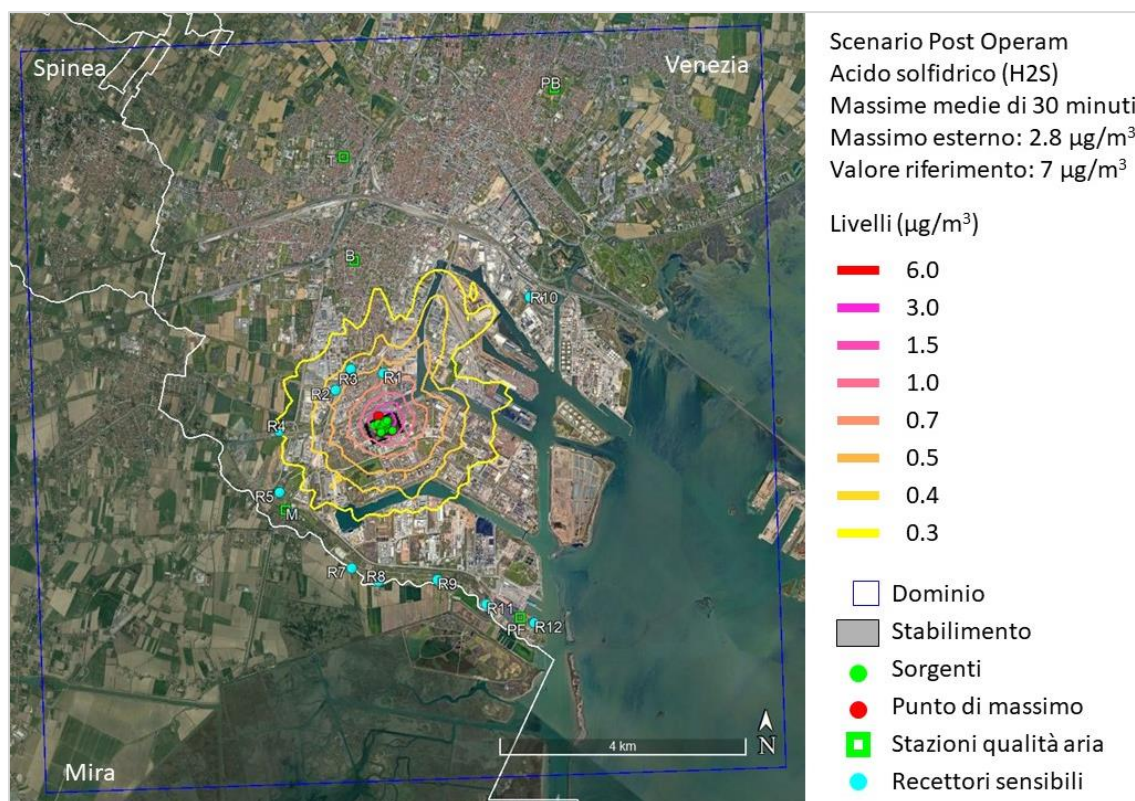 Spinea
Venezia
PB
T
B
R10
R3
R1
R2
R4
R5
M
R7
R8
R9
R11
PF
R12
4 km
N
Mira
Scenario Post Operam
Acido solfidrico (H2S)
Massime medie di 30 minuti
Massimo esterno: 2.8 µg/m³
Valore riferimento: 7 µg/m³
Livelli (µg/m³)
6.0
3.0
1.5
1.0
0.7
0.5
0.4
0.3
Dominio
Stabilimento
Sorgenti
Punto di massimo
Stazioni qualità aria
Recettori sensibili